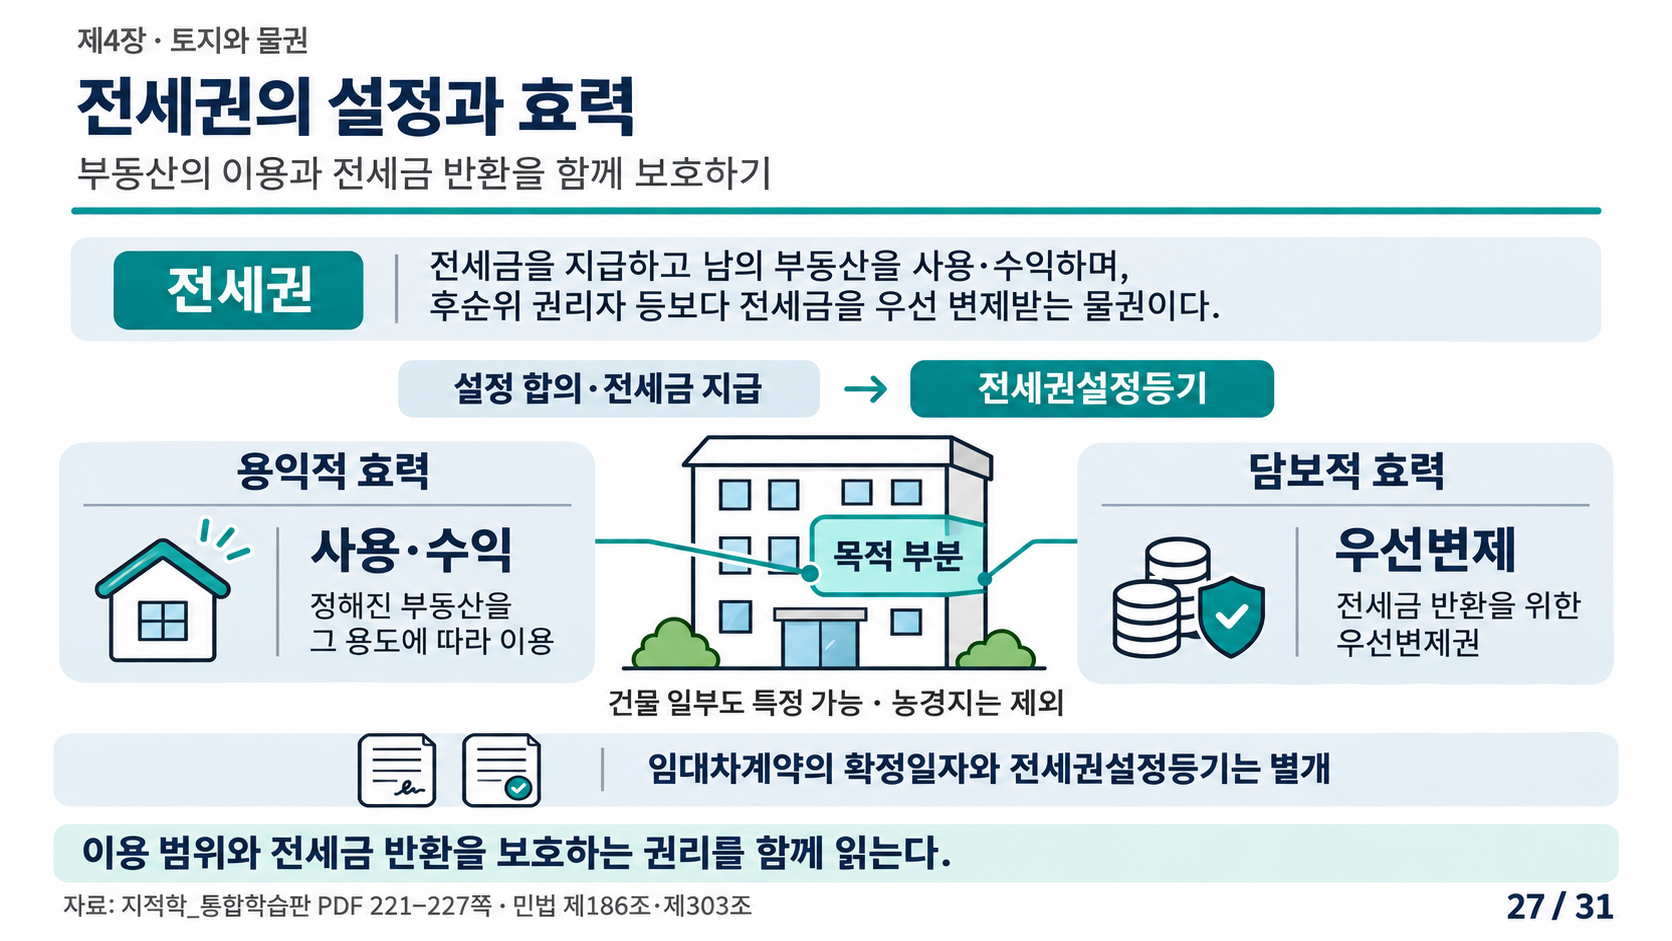 제4장 · 토지와 물권
전세권의 설정과 효력
부동산의 이용과 전세금 반환을 함께 보호하기
전세권
전세금을 지급하고 남의 부동산을 사용·수익하며,
후순위 권리자 등보다 전세금을 우선 변제받는 물권이다.
설정 합의·전세금 지급
→
전세권설정등기
용익적 효력
사용·수익
정해진 부동산을
그 용도에 따라 이용
목적 부분
건물 일부도 특정 가능 · 농경지는 제외
담보적 효력
우선변제
전세금 반환을 위한
우선변제권
임대차계약의 확정일자와 전세권설정등기는 별개
이용 범위와 전세금 반환을 보호하는 권리를 함께 읽는다.
자료: 지적학_통합학습판 PDF 221–227쪽 · 민법 제186조·제303조
27 / 31